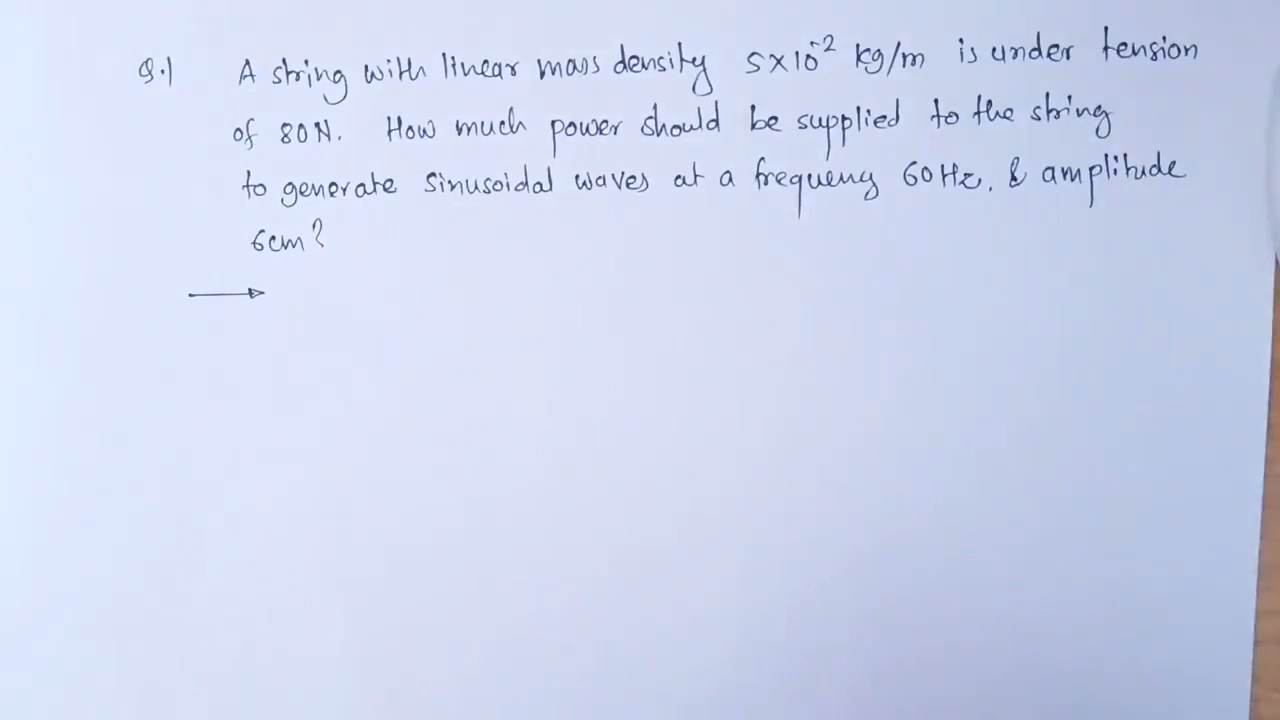 Q.1 A string with linear mass density 5×10⁻² kg/m is under tension
of 80N. How much power should be supplied to the string
to generate sinusoidal waves at a frequency 60Hz. & amplitude
6cm?